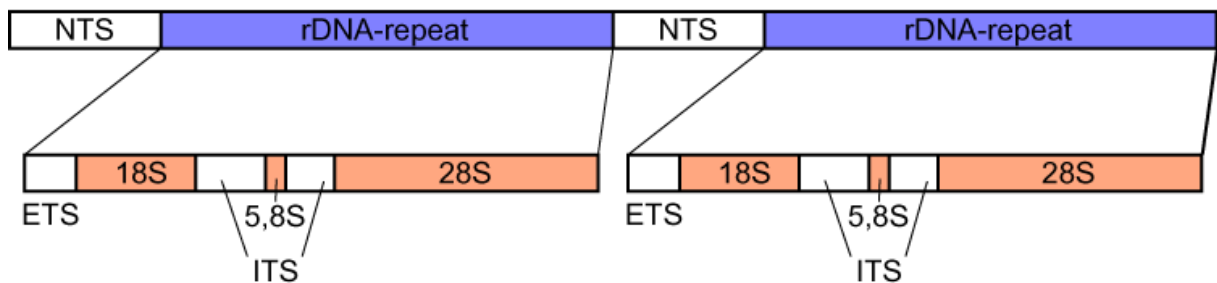 NTS rDNA-repeat NTS rDNA-repeat
18S 28S 18S 28S
ETS 5,8S ETS 5,8S
ITS ITS